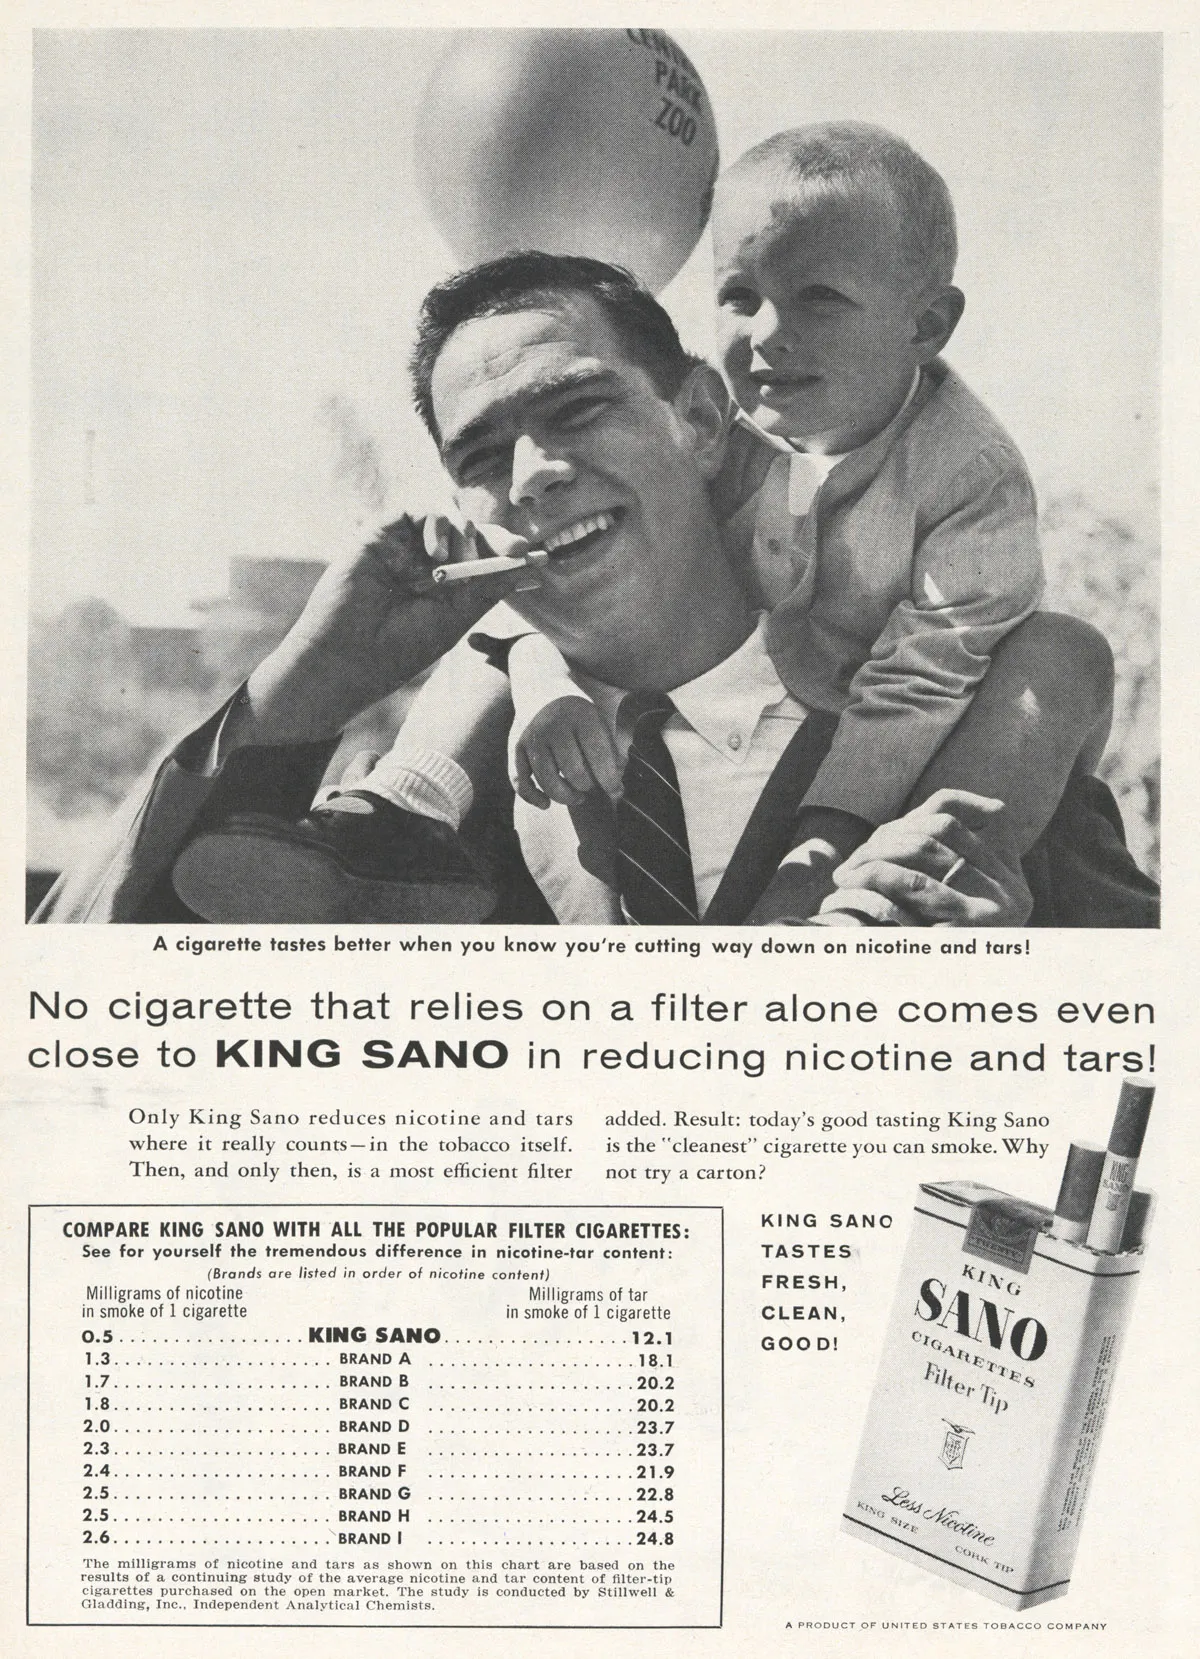 CENTRAL
PARK
ZOO
A cigarette tastes better when you know you're cutting way down on nicotine and tars!
No cigarette that relies on a filter alone comes even
close to KING SANO in reducing nicotine and tars!
Only King Sano reduces nicotine and tars
where it really counts—in the tobacco itself.
Then, and only then, is a most efficient filter
added. Result: today's good tasting King Sano
is the "cleanest" cigarette you can smoke. Why
not try a carton?
COMPARE KING SANO WITH ALL THE POPULAR FILTER CIGARETTES:
See for yourself the tremendous difference in nicotine-tar content:
(Brands are listed in order of nicotine content)
Milligrams of nicotine
in smoke of 1 cigarette
Milligrams of tar
in smoke of 1 cigarette
0.5 KING SANO 12.1
1.3 BRAND A 18.1
1.7 BRAND B 20.2
1.8 BRAND C 20.2
2.0 BRAND D 23.7
2.3 BRAND E 23.7
2.4 BRAND F 21.9
2.5 BRAND G 22.8
2.5 BRAND H 24.5
2.6 BRAND I 24.8
The milligrams of nicotine and tars as shown on this chart are based on the
results of a continuing study of the average nicotine and tar content of filter-tip
cigarettes purchased on the open market. The study is conducted by Stillwell &
Gladding, Inc., Independent Analytical Chemists.
KING SANO
TASTES
FRESH,
CLEAN,
GOOD!
KING
SANO
TWENTY
KING
SANO
CIGARETTES
Filter Tip
Less Nicotine
KING SIZE
CORK TIP
A PRODUCT OF UNITED STATES TOBACCO COMPANY